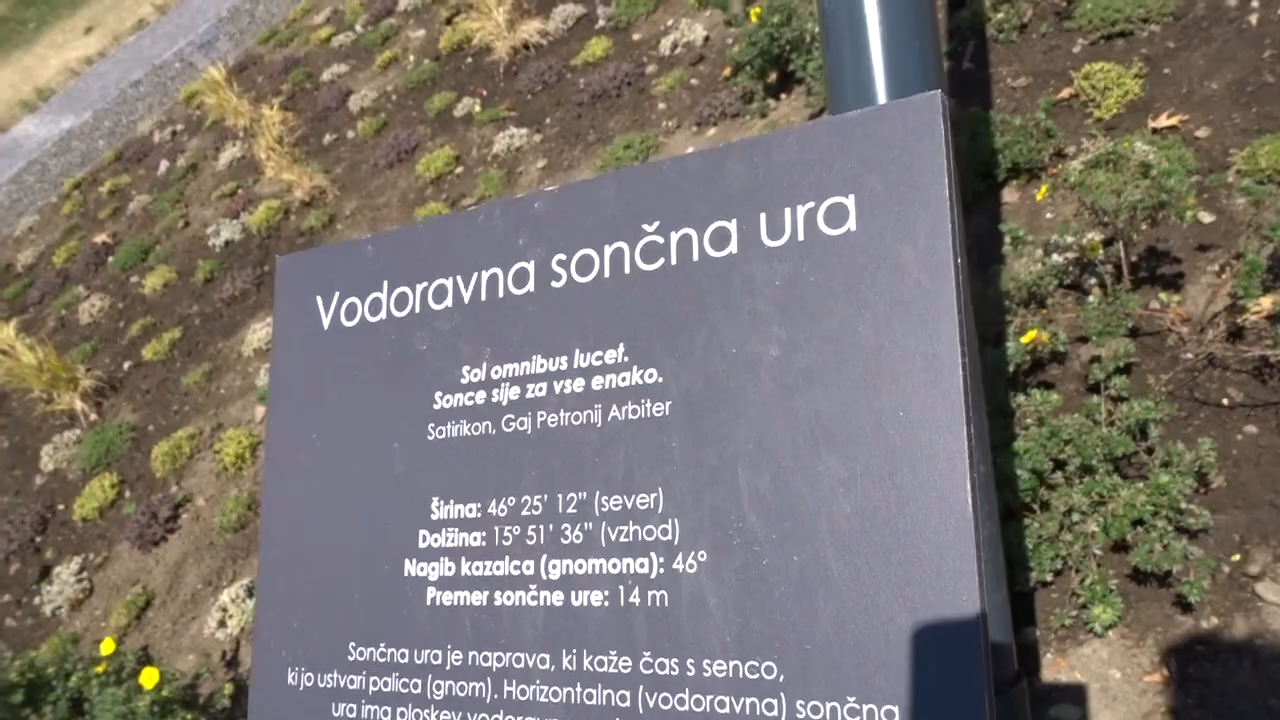 Vodoravna sončna ura
Sol omnibus lucet.
Sonce sije za vse enako.
Satirikon, Gaj Petronij Arbiter
Širina: 46° 25' 12" (sever)
Dolžina: 15° 51' 36" (vzhod)
Nagib kazalca (gnomona): 46°
Premer sončne ure: 14 m
Sončna ura je naprava, ki kaže čas s senco,
ki jo ustvari palica (gnom). Horizontalna (vodoravna) sončna
ura ima ploskev